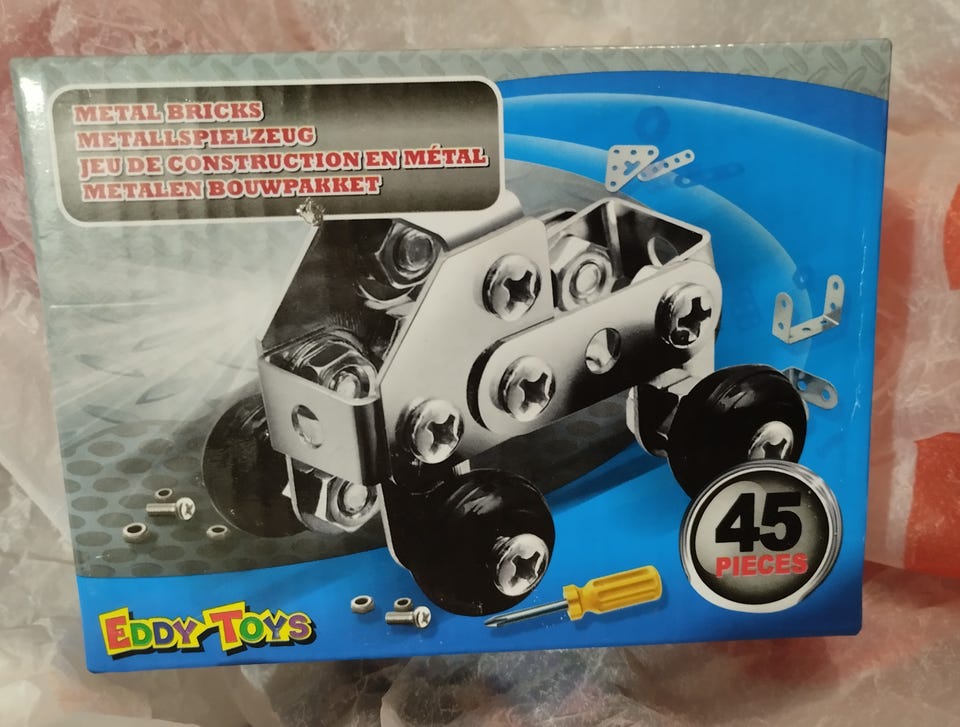 METAL BRICKS
METALLSPIELZEUG
JEU DE CONSTRUCTION EN MÉTAL
METALEN BOUWPAKKET
45
PIECES
EDDY TOYS